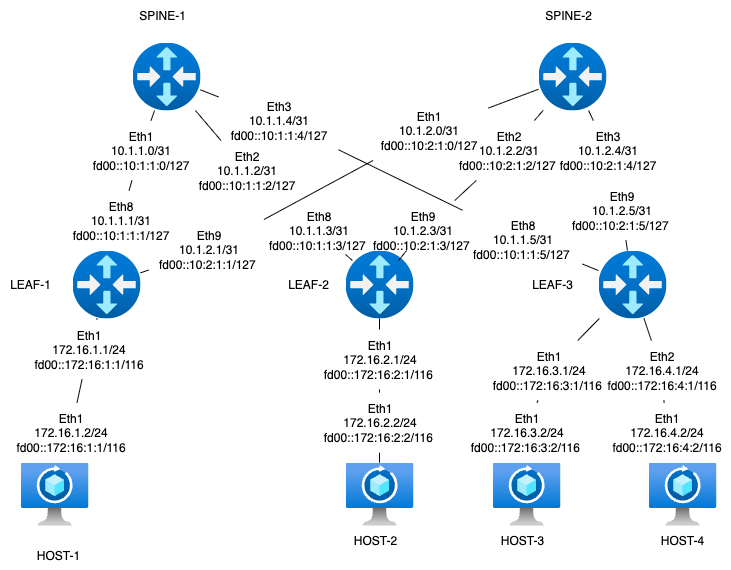 SPINE-1
SPINE-2
Eth3
10.1.1.4/31
fd00::10:1:1:4/127
Eth1
10.1.2.0/31
fd00::10:2:1:0/127
Eth1
10.1.1.0/31
fd00::10:1:1:0/127
Eth2
10.1.1.2/31
fd00::10:1:1:2/127
Eth2
10.1.2.2/31
fd00::10:2:1:2/127
Eth3
10.1.2.4/31
fd00::10:2:1:4/127
Eth8
10.1.1.1/31
fd00::10:1:1:1/127
Eth9
10.1.2.1/31
fd00::10:2:1:1/127
Eth8
10.1.1.3/31
fd00::10:1:1:3/127
Eth9
10.1.2.3/31
fd00::10:2:1:3/127
Eth8
10.1.1.5/31
fd00::10:1:1:5/127
Eth9
10.1.2.5/31
fd00::10:2:1:5/127
LEAF-1
LEAF-2
LEAF-3
Eth1
172.16.1.1/24
fd00::172:16:1:1/116
Eth1
172.16.2.1/24
fd00::172:16:2:1/116
Eth1
172.16.3.1/24
fd00::172:16:3:1/116
Eth2
172.16.4.1/24
fd00::172:16:4:1/116
Eth1
172.16.1.2/24
fd00::172:16:1:1/116
Eth1
172.16.2.2/24
fd00::172:16:2:2/116
Eth1
172.16.3.2/24
fd00::172:16:3:2/116
Eth1
172.16.4.2/24
fd00::172:16:4:2/116
HOST-1
HOST-2
HOST-3
HOST-4